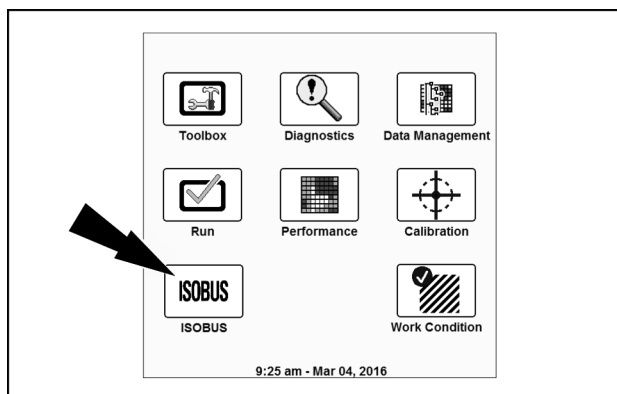 Toolbox Diagnostics Data Management
Run Performance Calibration
ISOBUS
ISOBUS Work Condition
9:25 am - Mar 04, 2016